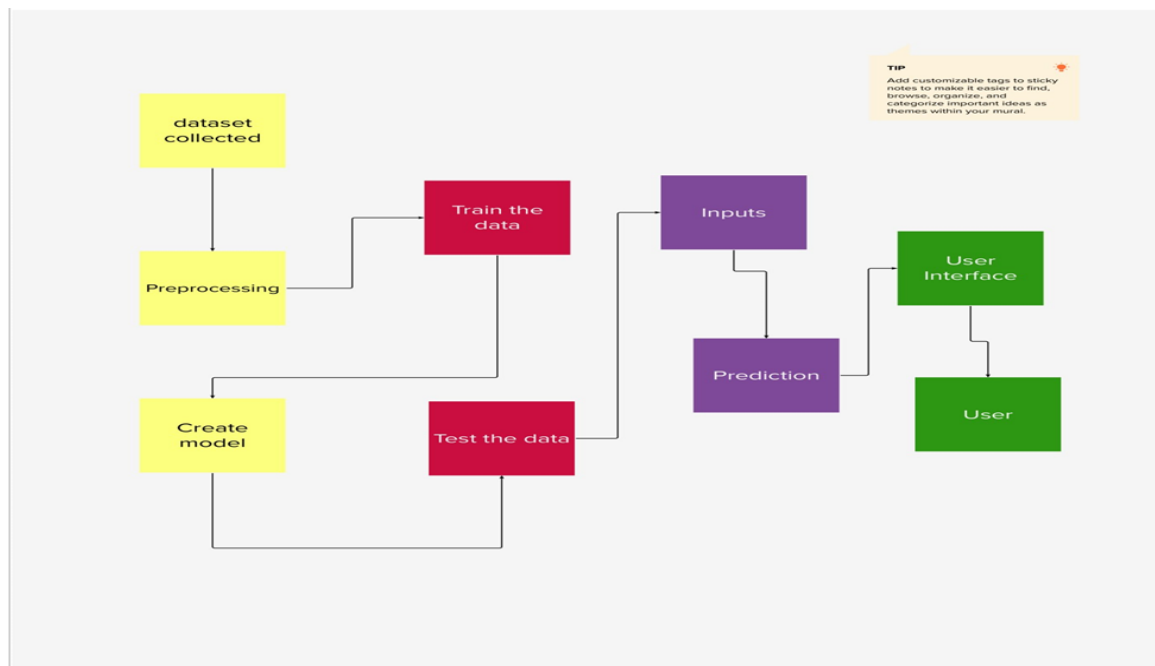 TIP
Add customizable tags to sticky
notes to make it easier to find,
browse, organize, and
categorize important ideas as
themes within your mural.
dataset
collected
Preprocessing
Train the
data
Create
model
Test the data
Inputs
Prediction
User
Interface
User